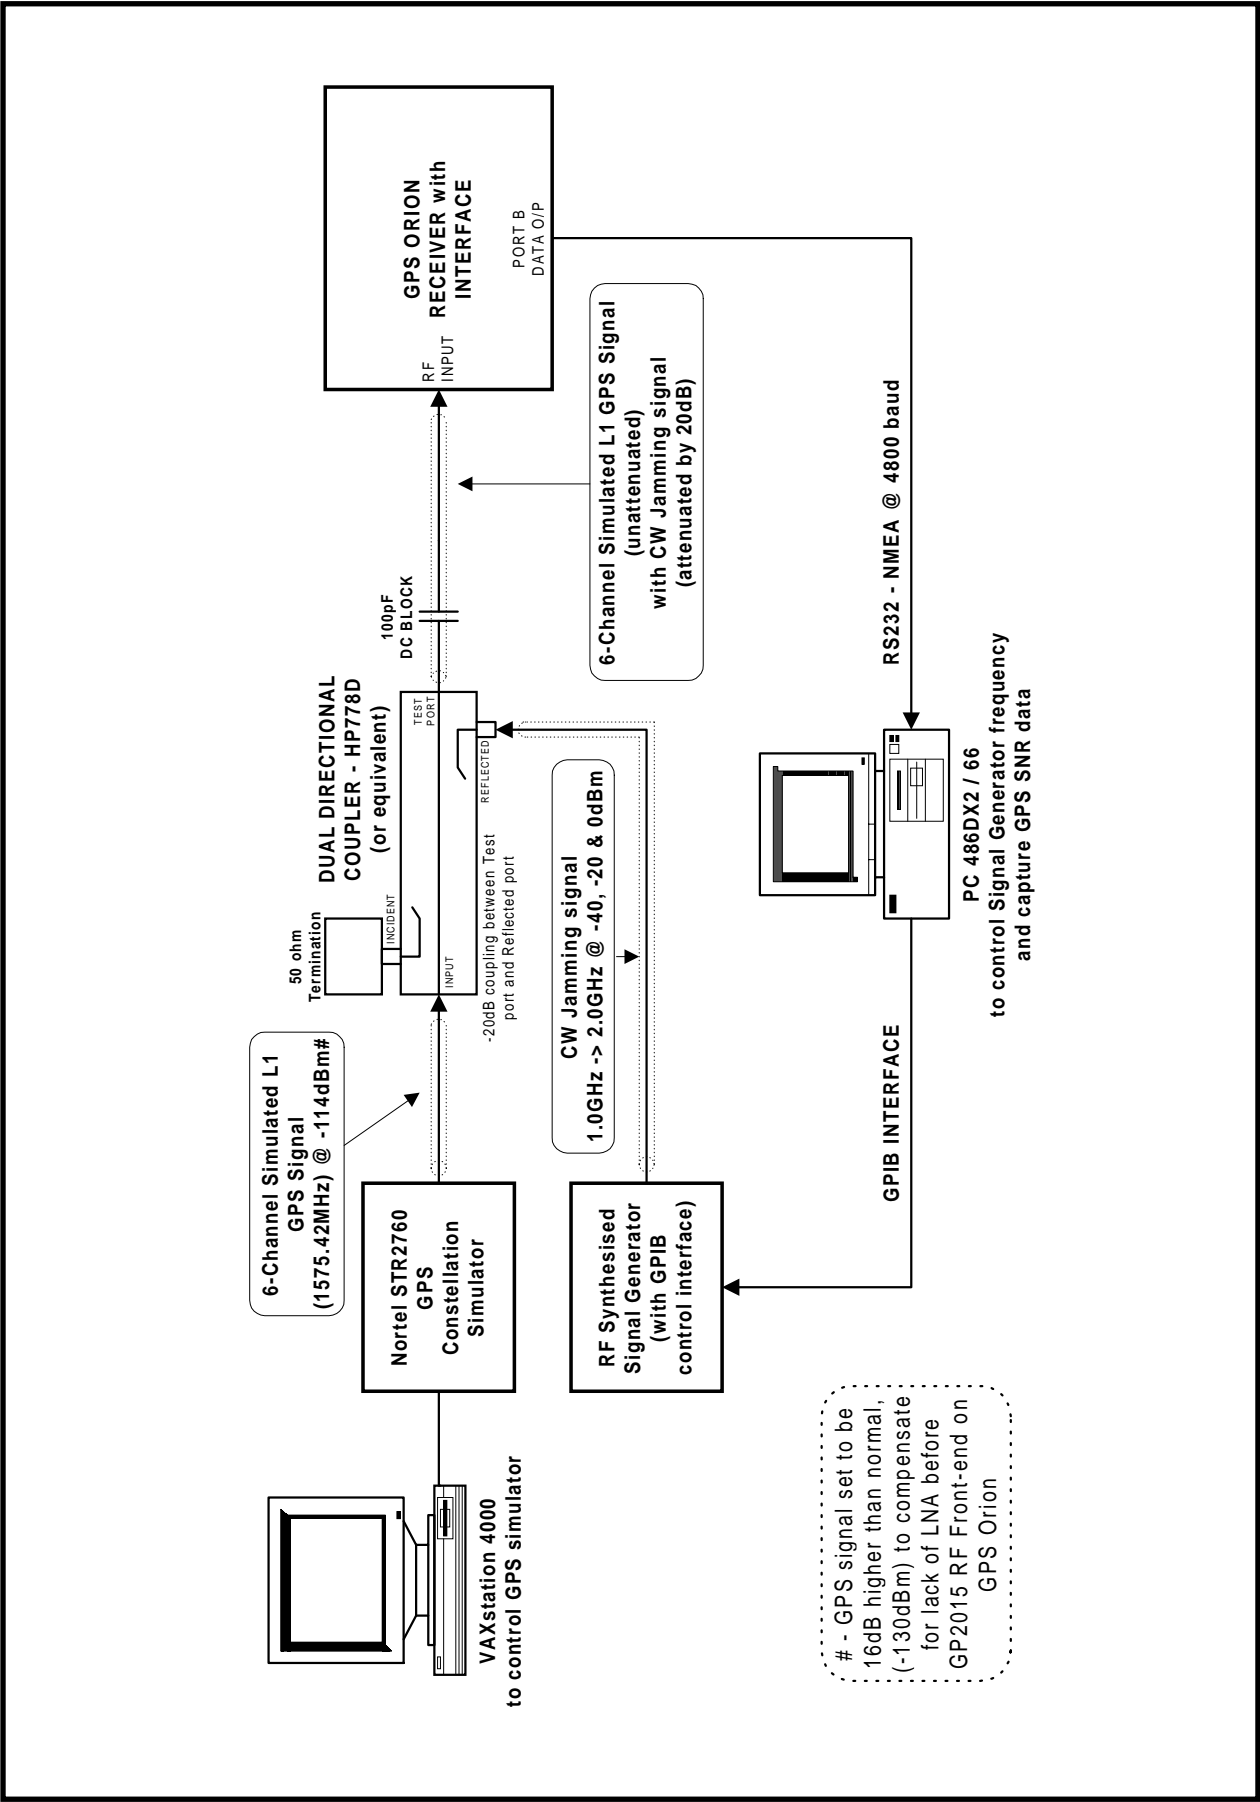 VAXstation 4000
to control GPS simulator
Nortel STR2760
GPS
Constellation
Simulator
6-Channel Simulated L1
GPS Signal
(1575.42MHz) @ -114dBm#
50 ohm
Termination
DUAL DIRECTIONAL
COUPLER - HP778D
(or equivalent)
INCIDENT
INPUT
TEST
PORT
REFLECTED
-20dB coupling between Test
port and Reflected port
100pF
DC BLOCK
GPS ORION
RECEIVER with
INTERFACE
RF
INPUT
PORT B
DATA O/P
6-Channel Simulated L1 GPS Signal
(unattenuated)
with CW Jamming signal
(attenuated by 20dB)
CW Jamming signal
1.0GHz -> 2.0GHz @ -40, -20 & 0dBm
RF Synthesised
Signal Generator
(with GPIB
control interface)
GPIB INTERFACE
RS232 - NMEA @ 4800 baud
PC 486DX2 / 66
to control Signal Generator frequency
and capture GPS SNR data
# - GPS signal set to be
16dB higher than normal,
(-130dBm) to compensate
for lack of LNA before
GP2015 RF Front-end on
GPS Orion